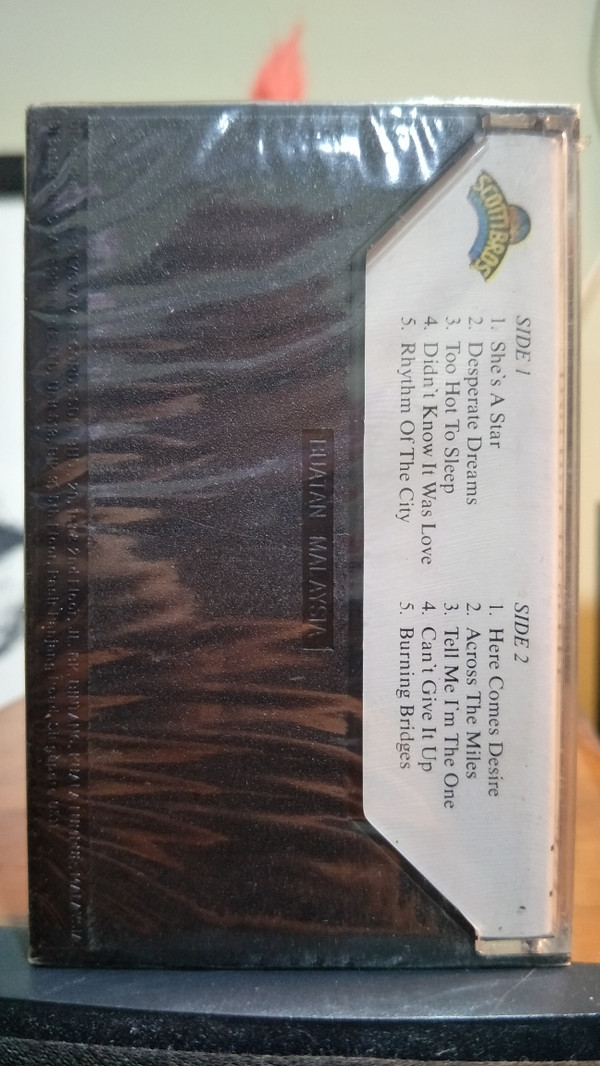 SCOTTI BROS
SIDE 1
1. She's A Star
2. Desperate Dreams
3. Too Hot To Sleep
4. Didn't Know It Was Love
5. Rhythm Of The City
SIDE 2
1. Here Comes Desire
2. Across The Miles
3. Tell Me I'm The One
4. Can't Give It Up
5. Burning Bridges
BUATAN MALAYSIA